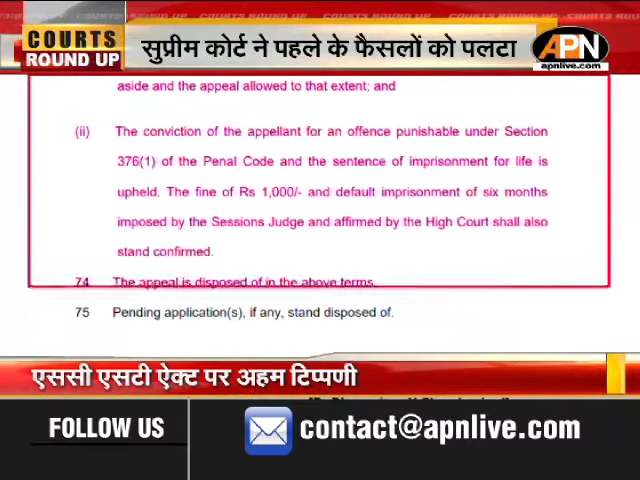 COURTS
ROUND UP
सुप्रीम कोर्ट ने पहले के फैसलों को पलटा
APN
apnlive.com
aside and the appeal allowed to that extent; and
(ii) The conviction of the appellant for an offence punishable under Section
376(1) of the Penal Code and the sentence of imprisonment for life is
upheld. The fine of Rs 1,000/- and default imprisonment of six months
imposed by the Sessions Judge and affirmed by the High Court shall also
stand confirmed.
74 The appeal is disposed of in the above terms.
75 Pending application(s), if any, stand disposed of.
एससी एसटी ऐक्ट पर अहम टिप्पणी
FOLLOW US
contact@apnlive.com